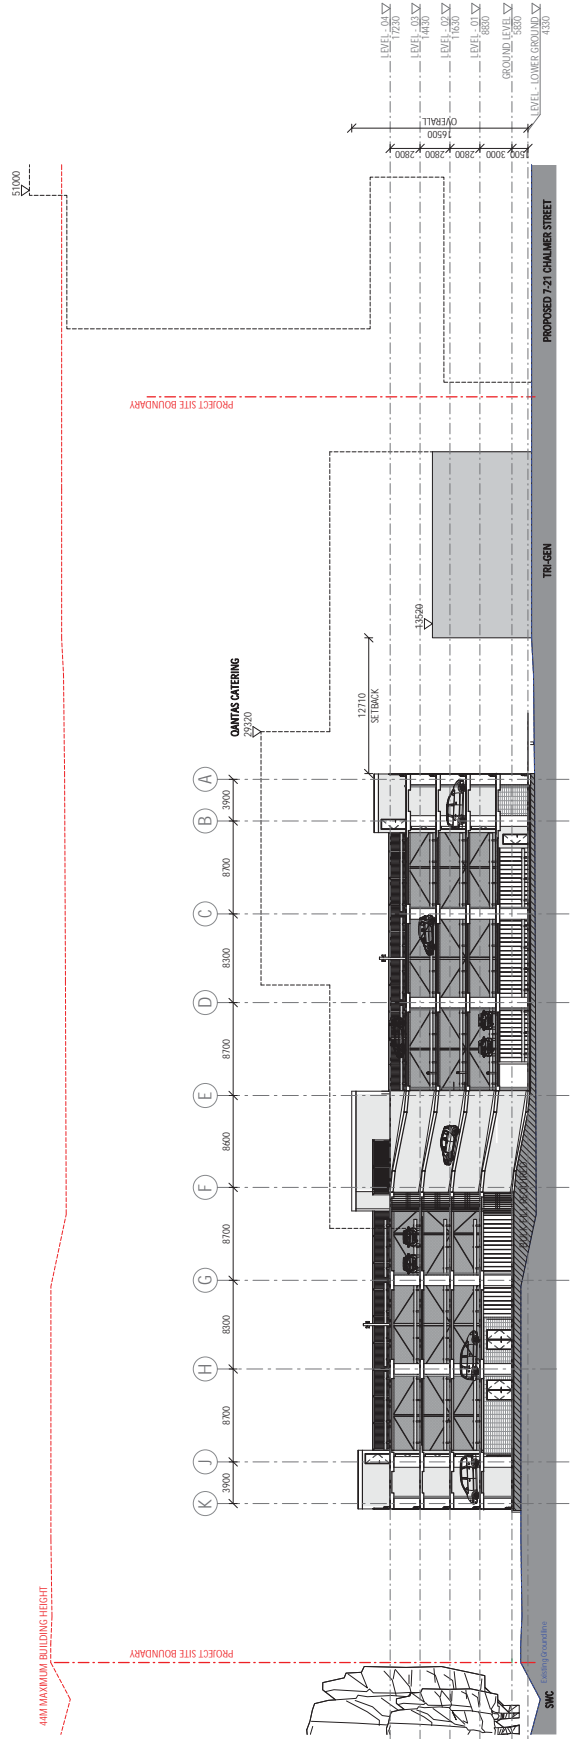 44M MAXIMUM BUILDING HEIGHT
51000
PROJECT SITE BOUNDARY
PROJECT SITE BOUNDARY
QANTAS CATERING
29320
K
J
H
G
F
E
D
C
B
A
3900
8700
8300
8700
8600
8700
8300
8700
3900
12710
SETBACK
13520
16500
OVERALL
2800
2800
2800
3000
1500
LEVEL - 04
17230
LEVEL - 03
14430
LEVEL - 02
11630
LEVEL - 01
8830
GROUND LEVEL
5830
LEVEL - LOWER GROUND
4330
Existing Ground line
SWC
TRI-GEN
PROPOSED 7-21 CHALMER STREET